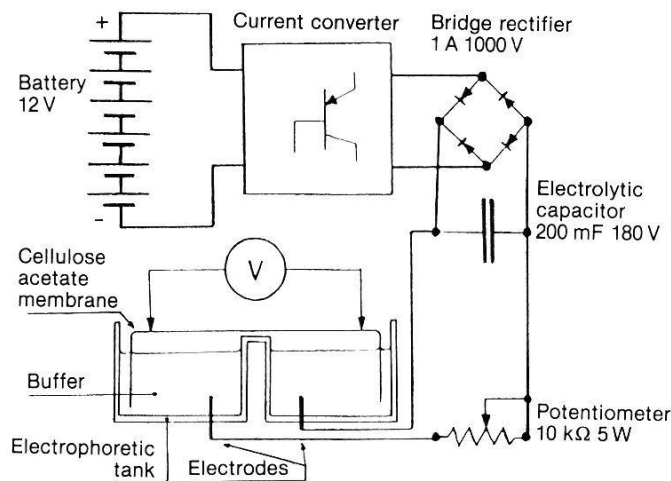 Current converter
Bridge rectifier
1 A 1000 V
+
Battery
12 V
-
Electrolytic
capacitor
200 mF 180 V
Cellulose
acetate
membrane
V
Buffer
Potentiometer
10 kΩ 5 W
Electrophoretic
tank
Electrodes